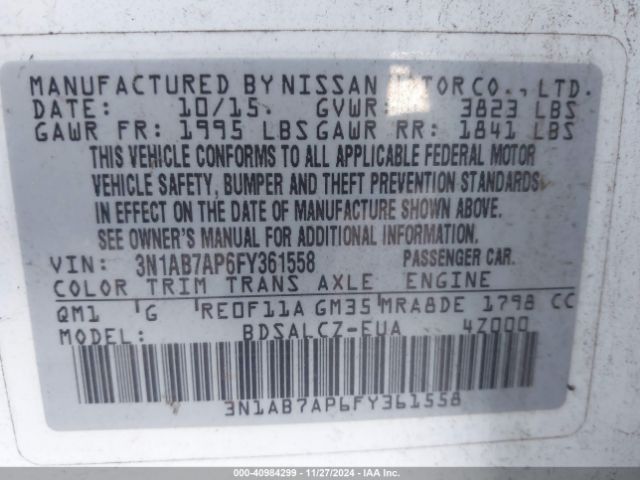 MANUFACTURED BY NISSAN TOR CO., LTD.
DATE: 10/15 GVWR: 3823 LBS
GAWR FR: 1995 LBS GAWR RR: 1841 LBS
THIS VEHICLE CONFORMS TO ALL APPLICABLE FEDERAL MOTOR
VEHICLE SAFETY, BUMPER AND THEFT PREVENTION STANDARDS
IN EFFECT ON THE DATE OF MANUFACTURE SHOWN ABOVE.
SEE OWNER'S MANUAL FOR ADDITIONAL INFORMATION.
VIN: 3N1AB7AP6FY361558 PASSENGER CAR.
COLOR TRIM TRANS AXLE ENGINE
QM1 G RE0F11A GM35 MRA8DE 1798 CC
MODEL: BDSALCZ-EUA 4Z000
3N1AB7AP6FY361558
000-40984299 - 11/27/2024 - IAA Inc.